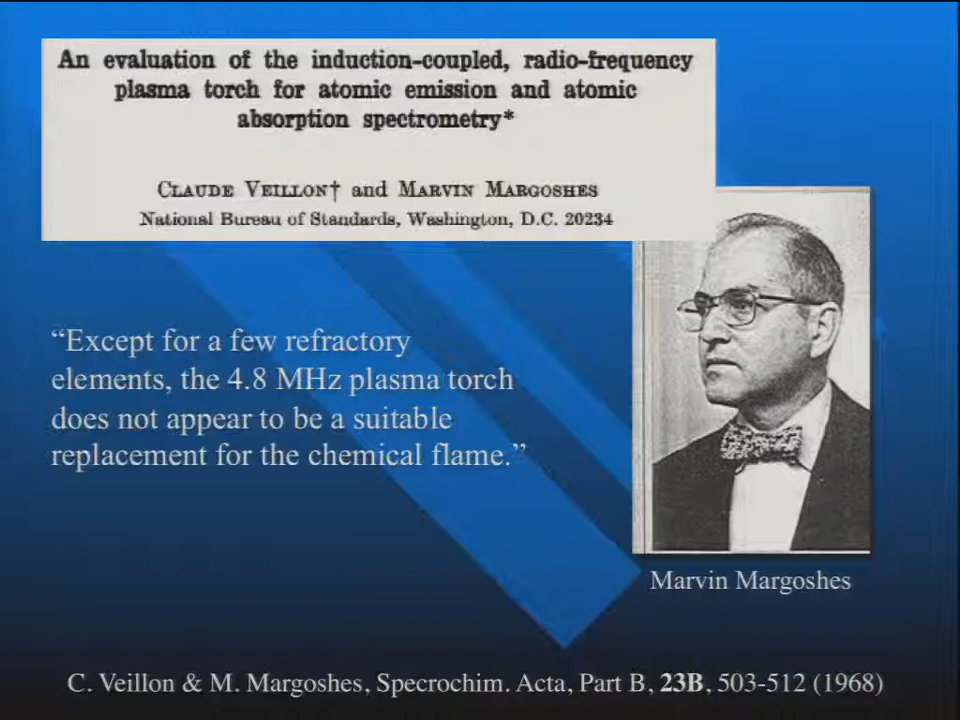 An evaluation of the induction-coupled, radio-frequency
plasma torch for atomic emission and atomic
absorption spectrometry*
CLAUDE VEILLON† and MARVIN MARGOSHES
National Bureau of Standards, Washington, D.C. 20234
“Except for a few refractory
elements, the 4.8 MHz plasma torch
does not appear to be a suitable
replacement for the chemical flame.”
Marvin Margoshes
C. Veillon & M. Margoshes, Specrochim. Acta, Part B, 23B, 503-512 (1968)